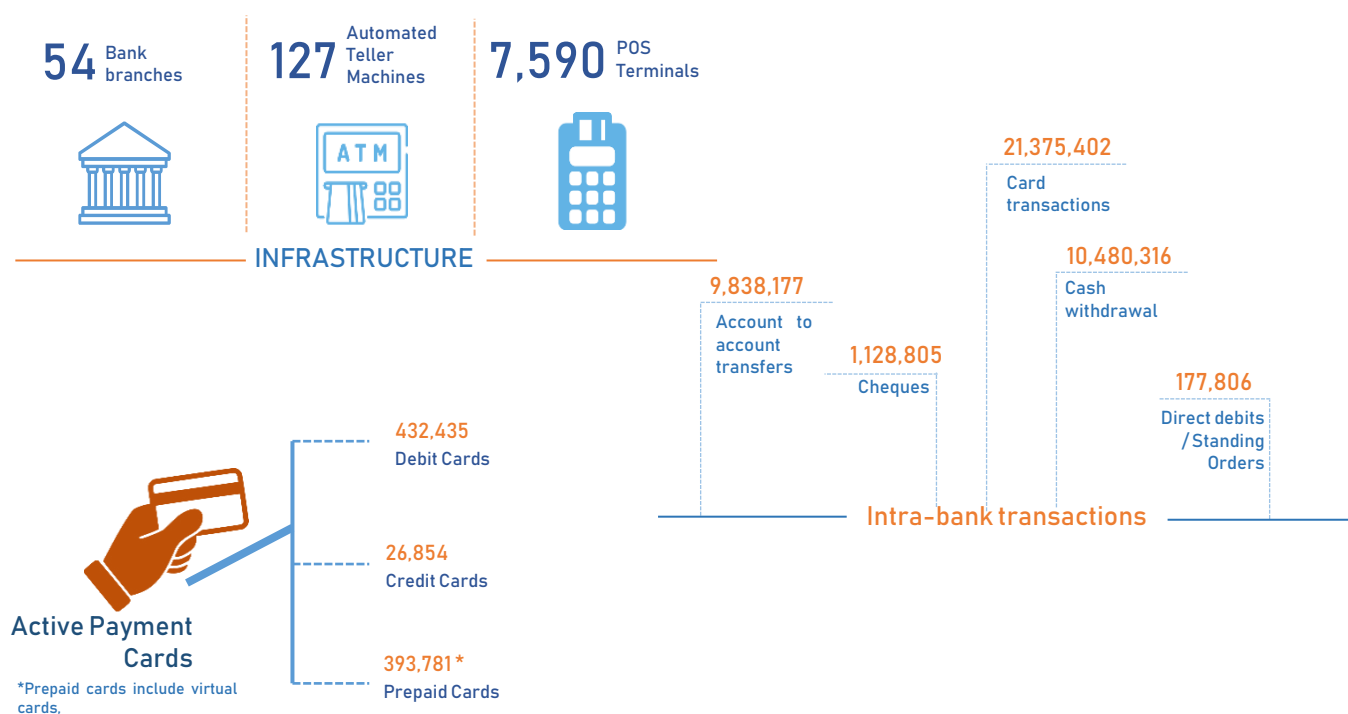 54 Bank
branches
127 Automated
Teller
Machines
7,590 POS
Terminals
ATM
INFRASTRUCTURE
9,838,177
Account to
account
transfers
1,128,805
Cheques
21,375,402
Card
transactions
10,480,316
Cash
withdrawal
177,806
Direct debits
/Standing
Orders
Intra-bank transactions
432,435
Debit Cards
26,854
Credit Cards
393,781*
Prepaid Cards
Active Payment
Cards
*Prepaid cards include virtual
cards,